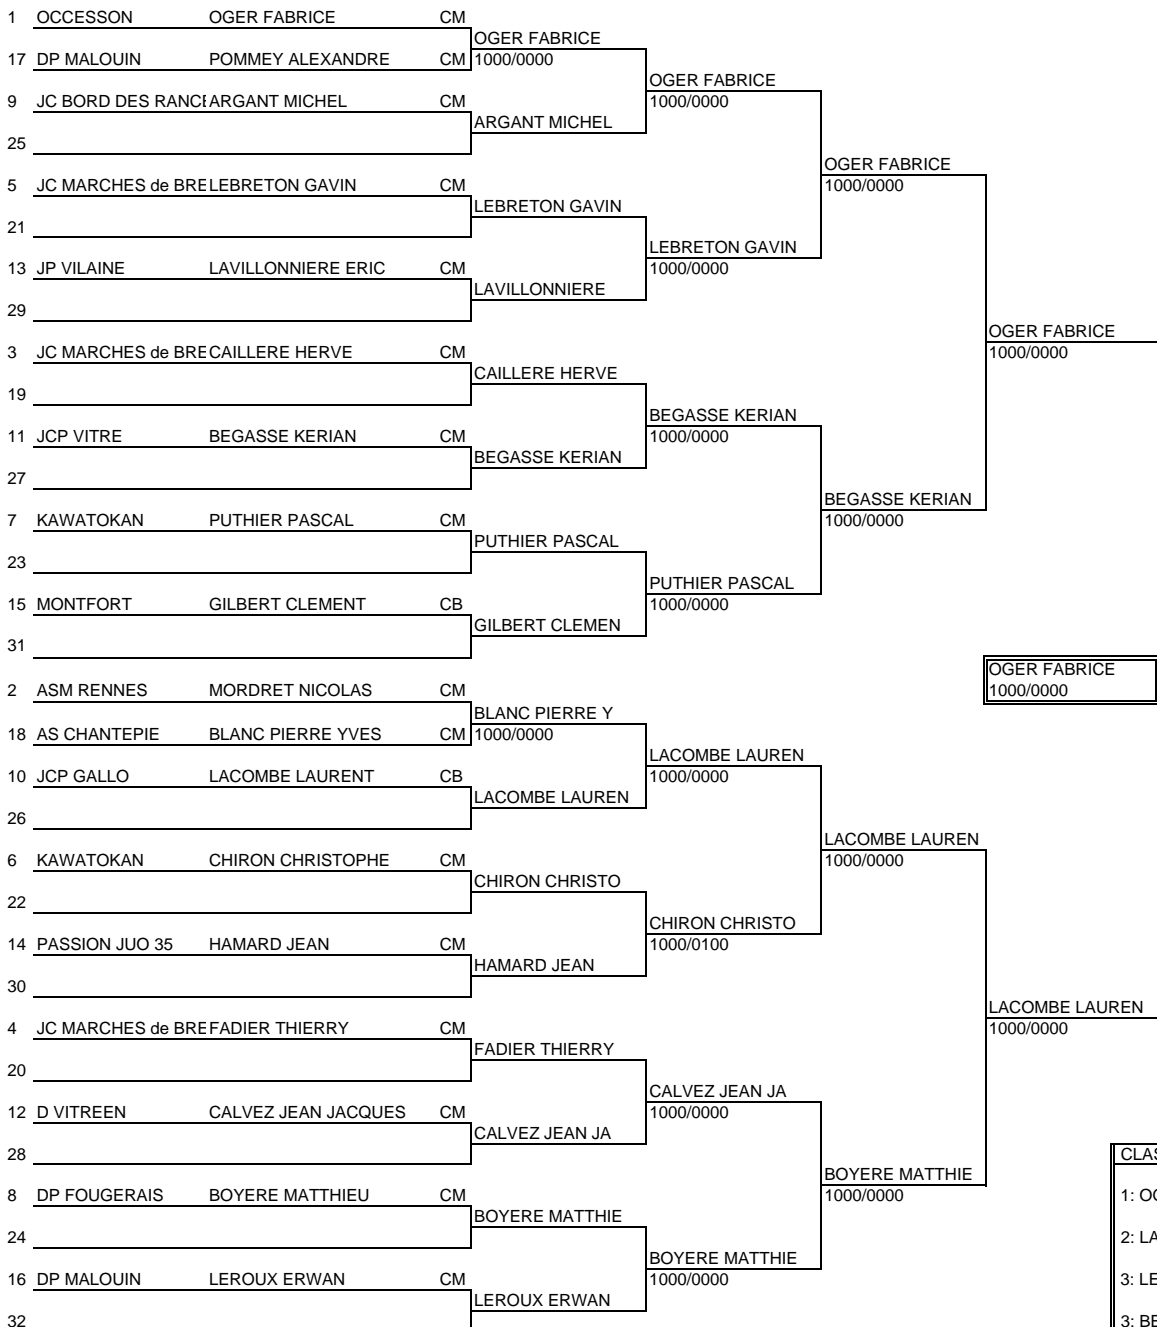 1 OCCESSON OGER FABRICE CM
OGER FABRICE
17 DP MALOUIN POMMEY ALEXANDRE CM 1000/0000
OGER FABRICE
9 JC BORD DES RANCE ARGANT MICHEL CM 1000/0000
ARGANT MICHEL
25
OGER FABRICE
5 JC MARCHES de BRE LEBRETON GAVIN CM 1000/0000
LEBRETON GAVIN
21
LEBRETON GAVIN
13 JP VILAINE LAVILLONNIERE ERIC CM 1000/0000
LAVILLONNIERE
29
OGER FABRICE
3 JC MARCHES de BRE CAILLERE HERVE CM 1000/0000
CAILLERE HERVE
19
BEGASSE KERIAN
11 JCP VITRE BEGASSE KERIAN CM 1000/0000
BEGASSE KERIAN
27
BEGASSE KERIAN
7 KAWATOKAN PUTHIER PASCAL CM 1000/0000
PUTHIER PASCAL
23
PUTHIER PASCAL
15 MONTFORT GILBERT CLEMENT CB 1000/0000
GILBERT CLEMEN
31
OGER FABRICE
2 ASM RENNES MORDRET NICOLAS CM 1000/0000
BLANC PIERRE Y
18 AS CHANTEPIE BLANC PIERRE YVES CM 1000/0000
LACOMBE LAUREN
10 JCP GALLO LACOMBE LAURENT CB 1000/0000
LACOMBE LAUREN
26
LACOMBE LAUREN
6 KAWATOKAN CHIRON CHRISTOPHE CM 1000/0000
CHIRON CHRISTO
22
CHIRON CHRISTO
14 PASSION JUO 35 HAMARD JEAN CM 1000/0100
HAMARD JEAN
30
LACOMBE LAUREN
4 JC MARCHES de BRE FADIER THIERRY CM 1000/0000
FADIER THIERRY
20
CALVEZ JEAN JA
12 D VITREEN CALVEZ JEAN JACQUES CM 1000/0000
CALVEZ JEAN JA
28
CLAS
BOYERE MATTHIE
8 DP FOUGERAIS BOYERE MATTHIEU CM 1000/0000 1: OG
BOYERE MATTHIE
24 2: LA
BOYERE MATTHIE
16 DP MALOUIN LEROUX ERWAN CM 1000/0000 3: LE
LEROUX ERWAN
32 3: BE